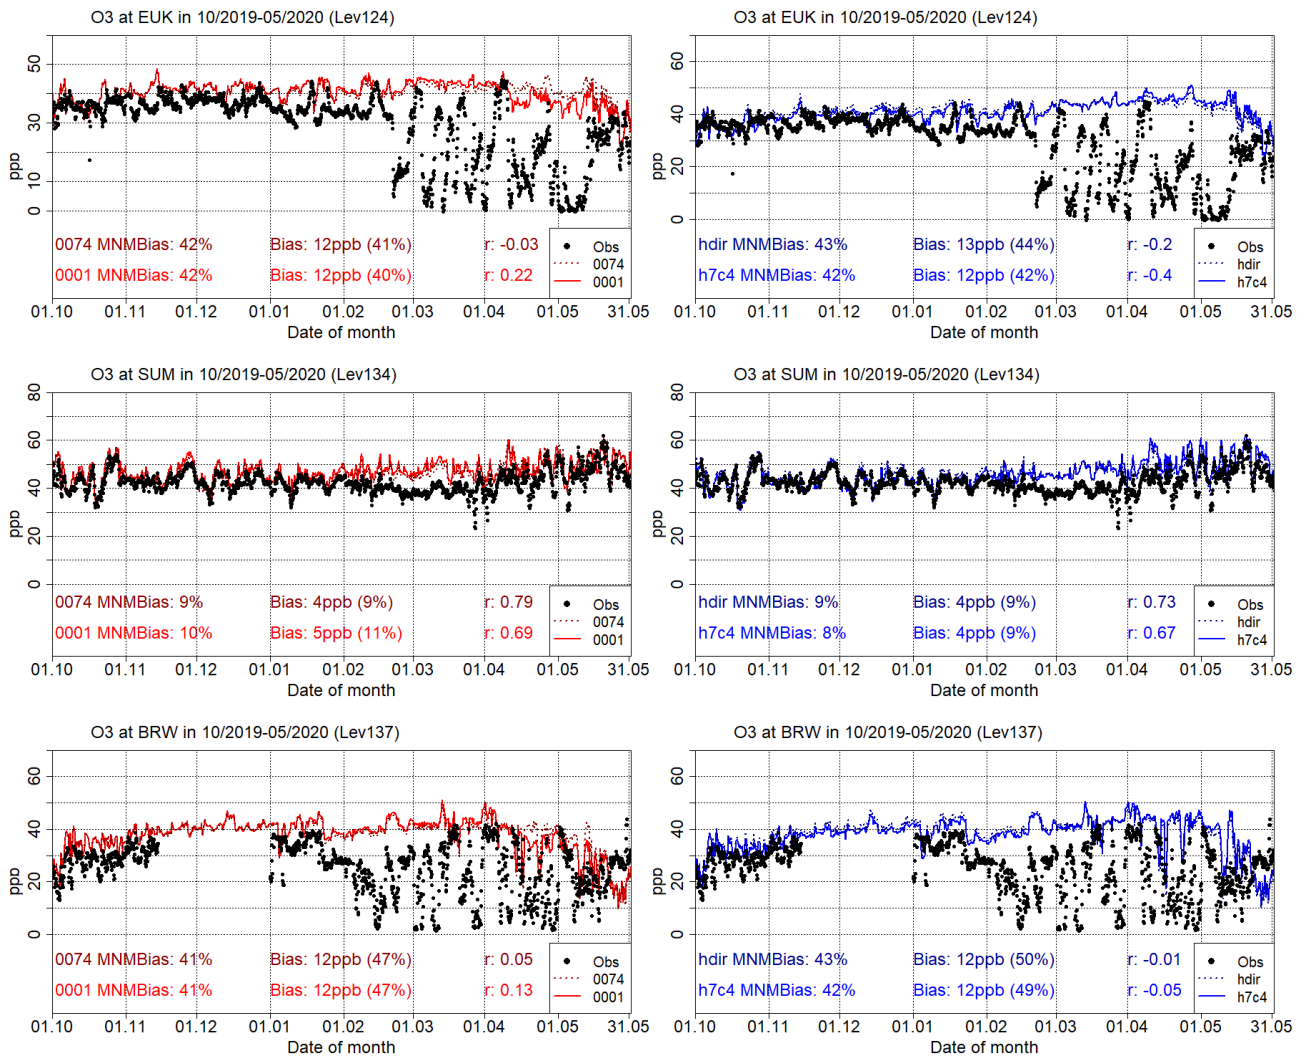 O3 at EUK in 10/2019-05/2020 (Lev124)
50
30
10
0
ppb
0074 MNMBias: 42% Bias: 12ppb (41%) r: -0.03
0001 MNMBias: 42% Bias: 12ppb (40%) r: 0.22
Obs
0074
0001
01.10 01.11 01.12 01.01 01.02 01.03 01.04 01.05 31.05
Date of month
O3 at EUK in 10/2019-05/2020 (Lev124)
60
40
20
0
ppb
hdir MNMBias: 43% Bias: 13ppb (44%) r: -0.2
h7c4 MNMBias: 42% Bias: 12ppb (42%) r: -0.4
Obs
hdir
h7c4
01.10 01.11 01.12 01.01 01.02 01.03 01.04 01.05 31.05
Date of month
O3 at SUM in 10/2019-05/2020 (Lev134)
80
60
40
20
0
ppb
0074 MNMBias: 9% Bias: 4ppb (9%) r: 0.79
0001 MNMBias: 10% Bias: 5ppb (11%) r: 0.69
Obs
0074
0001
01.10 01.11 01.12 01.01 01.02 01.03 01.04 01.05 31.05
Date of month
O3 at SUM in 10/2019-05/2020 (Lev134)
80
60
40
20
0
ppb
hdir MNMBias: 9% Bias: 4ppb (9%) r: 0.73
h7c4 MNMBias: 8% Bias: 4ppb (9%) r: 0.67
Obs
hdir
h7c4
01.10 01.11 01.12 01.01 01.02 01.03 01.04 01.05 31.05
Date of month
O3 at BRW in 10/2019-05/2020 (Lev137)
60
40
20
0
ppb
0074 MNMBias: 41% Bias: 12ppb (47%) r: 0.05
0001 MNMBias: 41% Bias: 12ppb (47%) r: 0.13
Obs
0074
0001
01.10 01.11 01.12 01.01 01.02 01.03 01.04 01.05 31.05
Date of month
O3 at BRW in 10/2019-05/2020 (Lev137)
60
40
20
0
ppb
hdir MNMBias: 43% Bias: 12ppb (50%) r: -0.01
h7c4 MNMBias: 42% Bias: 12ppb (49%) r: -0.05
Obs
hdir
h7c4
01.10 01.11 01.12 01.01 01.02 01.03 01.04 01.05 31.05
Date of month